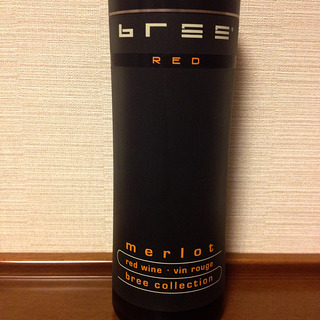 bree®
RED
merlot
red wine · vin rouge
bree collection